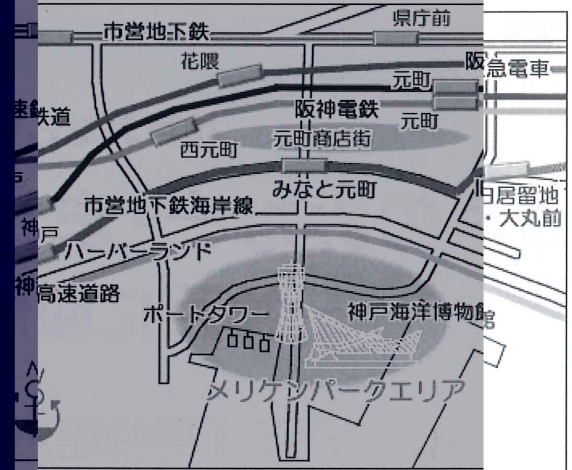 県庁前
市営地下鉄
花隈
阪急電車
元町
阪神電鉄
元町
速鉄道
元町商店街
西元町
みなと元町
旧居留地
・大丸前
市営地下鉄海岸線
神戸
ハーバーランド
神高速道路
ポートタワー
神戸海洋博物館
メリケンパークエリア